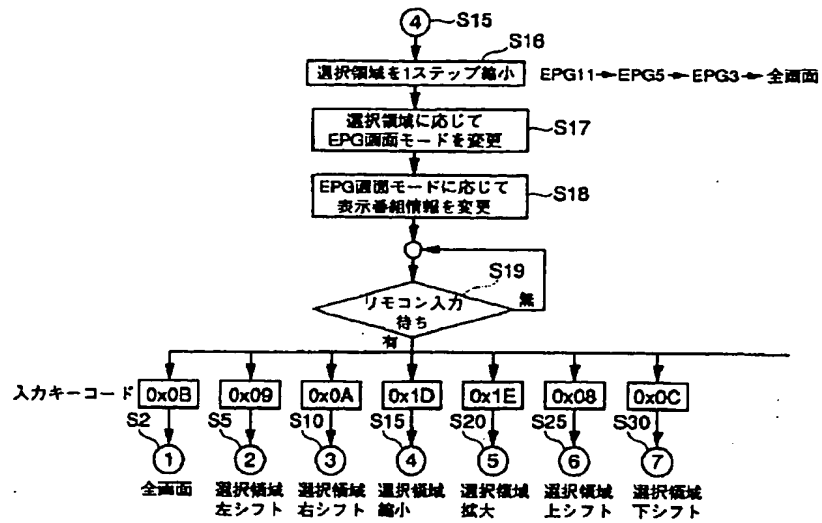 4 S15
S16
選択領域を1ステップ縮小 EPG11→EPG5→EPG3→全画面
選択領域に応じて
EPG画面モードを変更
S17
EPG画面モードに応じて
表示番組情報を変更
S18
S19
リモコン入力
待ち
無
有
入力キーコード 0x0B 0x09 0x0A 0x1D 0x1E 0x08 0x0C
S2 S5 S10 S15 S20 S25 S30
1 2 3 4 5 6 7
全画面 選択領域 選択領域 選択領域 選択領域 選択領域 選択領域
左シフト 右シフト 縮小 拡大 上シフト 下シフト